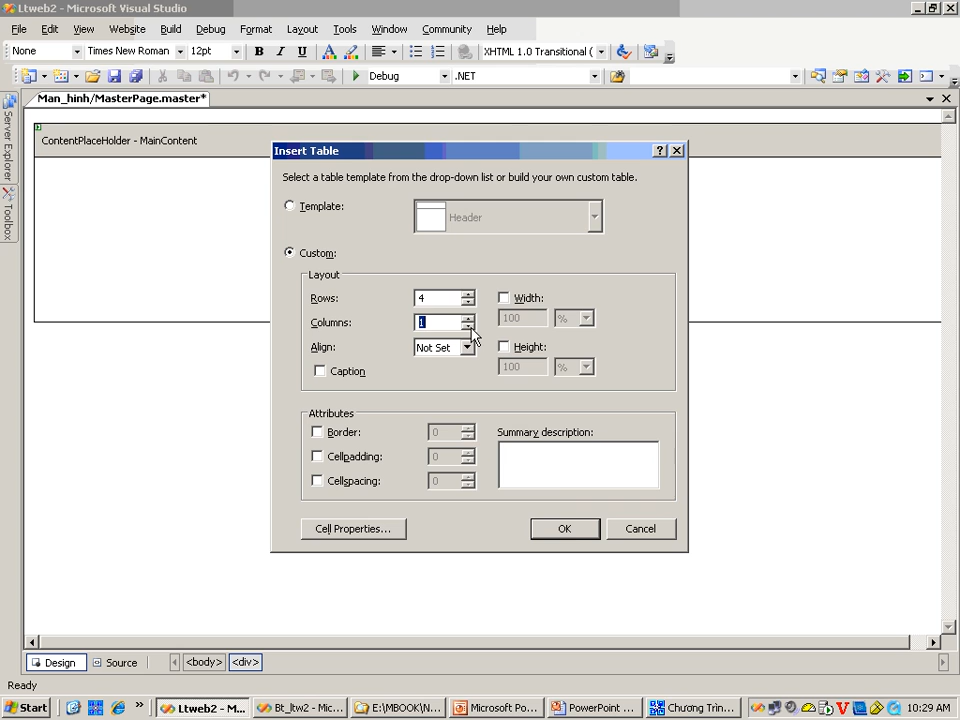 Ltweb2 - Microsoft Visual Studio
File Edit View Website Build Debug Format Layout Tools Window Community Help
None Times New Roman 12pt B I U A XHTML 1.0 Transitional (
Debug .NET
Man_hinh/MasterPage.master*
Server Explorer
Toolbox
ContentPlaceHolder - MainContent
Insert Table
Select a table template from the drop-down list or build your own custom table.
Template: Header
Custom:
Layout
Rows: 4 Width:
Columns: 1 100 %
Align: Not Set Height:
100 %
Caption
Attributes
Border: 0 Summary description:
Cellpadding: 0
Cellspacing: 0
Cell Properties... OK Cancel
Design Source <body> <div>
Ready
Start Ltweb2 - M... Bt_ltw2 - Mic... E:\MBOOK\N... Microsoft Po... PowerPoint ... Chương Trìn... 10:29 AM